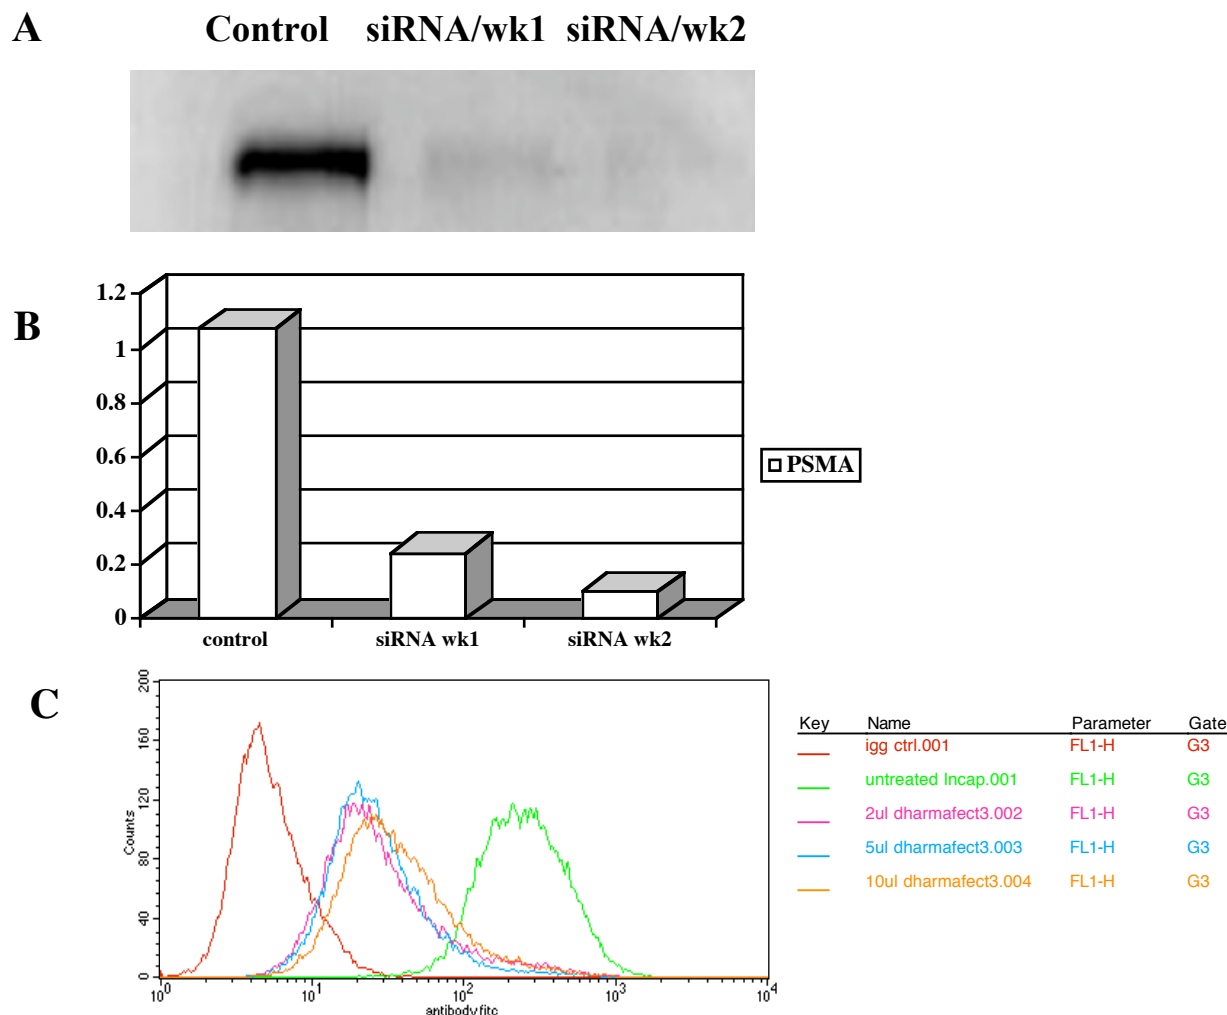 A Control siRNA/wk1 siRNA/wk2
B
1.2
1
0.8
0.6
0.4
0.2
0
control siRNA wk1 siRNA wk2
PSMA
C
200
160
120
80
40
0
Counts
10^0 10^1 10^2 10^3 10^4
antibody fitc
Key Name Parameter Gate
igg ctrl.001 FL1-H G3
untreated lncap.001 FL1-H G3
2ul dharmafect3.002 FL1-H G3
5ul dharmafect3.003 FL1-H G3
10ul dharmafect3.004 FL1-H G3